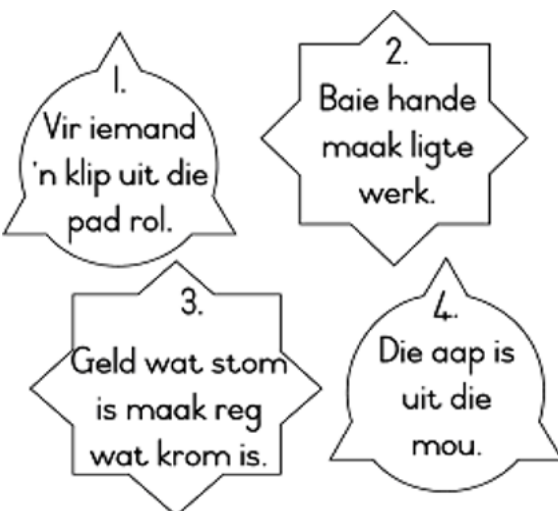 1.
Vir iemand
'n klip uit die
pad rol.
2.
Baie hande
maak ligte
werk.
3.
Geld wat stom
is maak reg
wat krom is.
4.
Die aap is
uit die
mou.